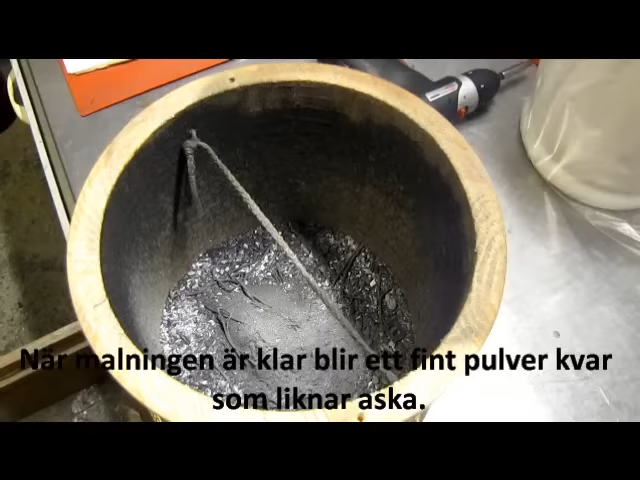 När malningen är klar blir ett fint pulver kvar
som liknar aska.